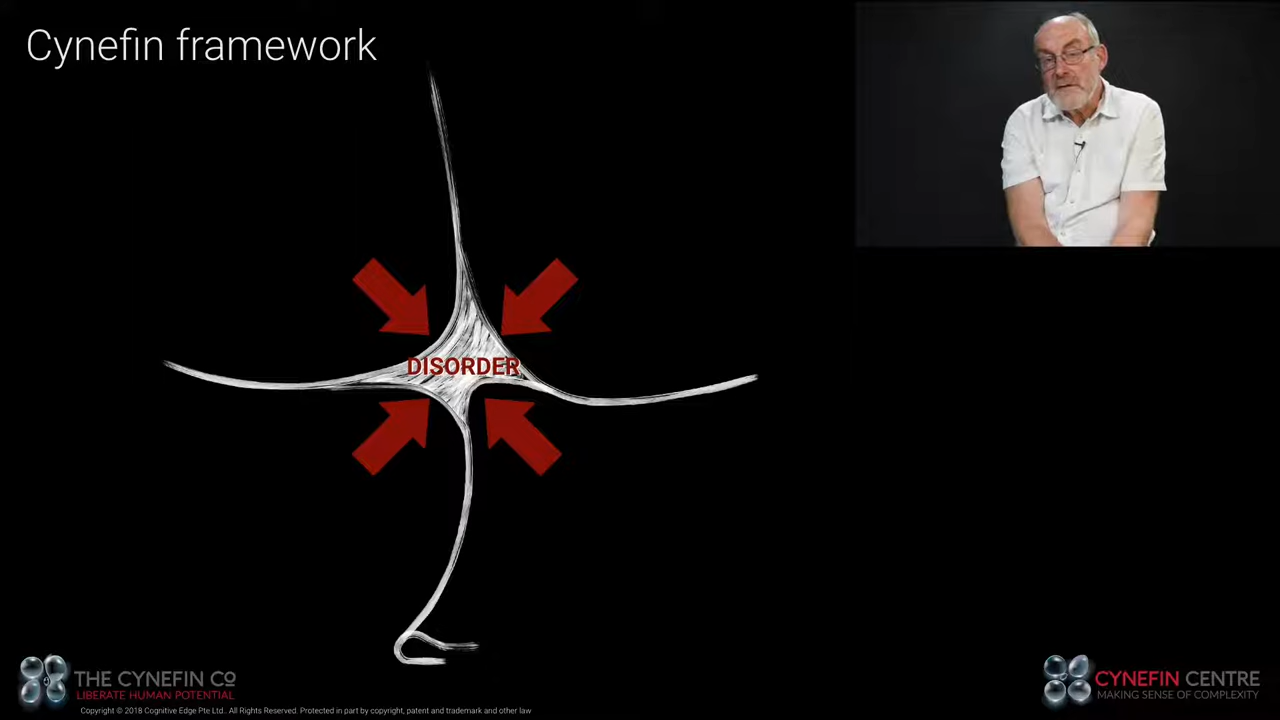 Cynefin framework
DISORDER
THE CYNEFIN CO
LIBERATE HUMAN POTENTIAL
Copyright © 2018 Cognitive Edge Pte Ltd.. All Rights Reserved. Protected in part by copyright, patent and trademark and other law
CYNEFIN CENTRE
MAKING SENSE OF COMPLEXITY